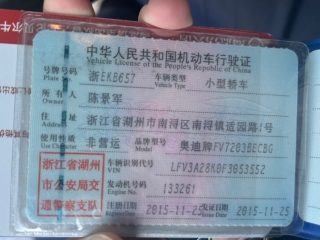 中华人民共和国机动车行驶证
Vehicle License of the People's Republic of China
号牌号码 浙EK6657 车辆类型 小型轿车
Plate No. Vehicle Type
所有人 陈景军
Owner
住址 浙江省湖州市南浔区南浔镇适园路1号
Address
使用性质 非营运 品牌型号 奥迪牌FV7203BECBG
Use Character Model
浙江省湖州市公安局交通警察支队
车辆识别代号 LFV3A28K0F3053552
VIN
发动机号码 133261
Engine No.
注册日期 2015-11-23 发证日期 2015-11-25
Register Date Issue Date